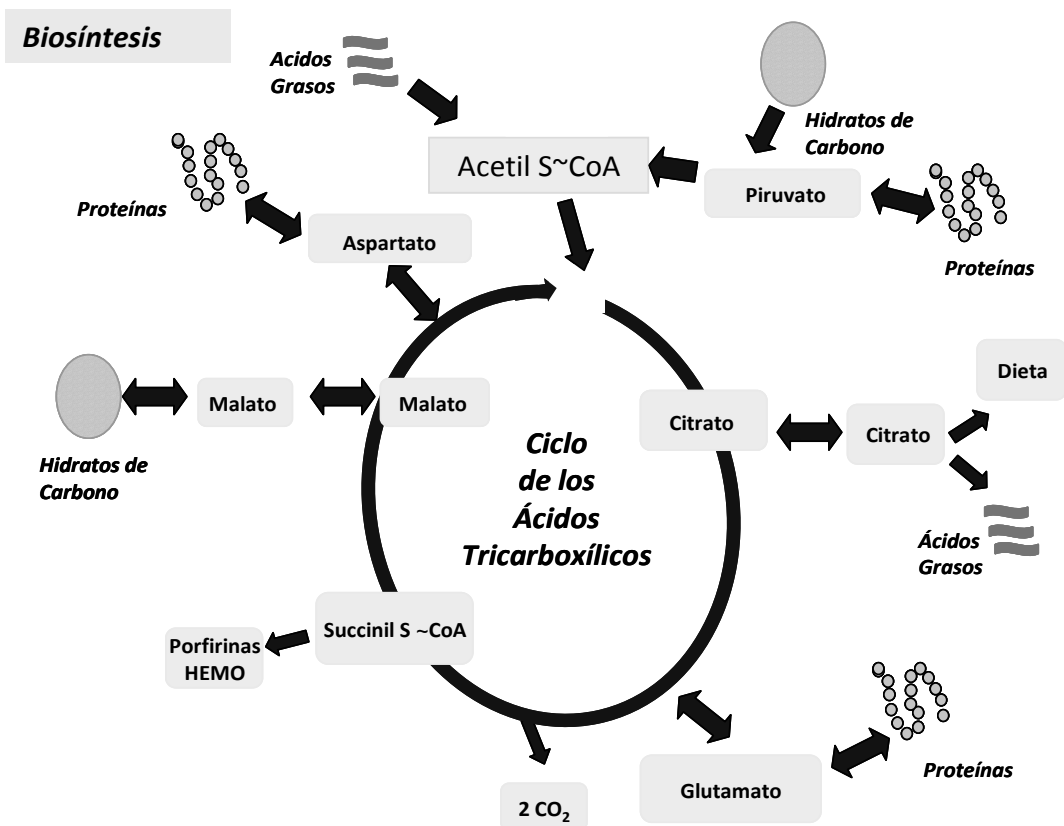 Biosíntesis
Acidos
Grasos
Hidratos de
Carbono
Acetil S~CoA
Piruvato
Proteínas
Proteínas
Aspartato
Dieta
Malato
Malato
Citrato
Citrato
Hidratos de
Carbono
Ciclo
de los
Ácidos
Tricarboxílicos
Ácidos
Grasos
Succinil S ~CoA
Porfirinas
HEMO
Glutamato
Proteínas
2 CO₂